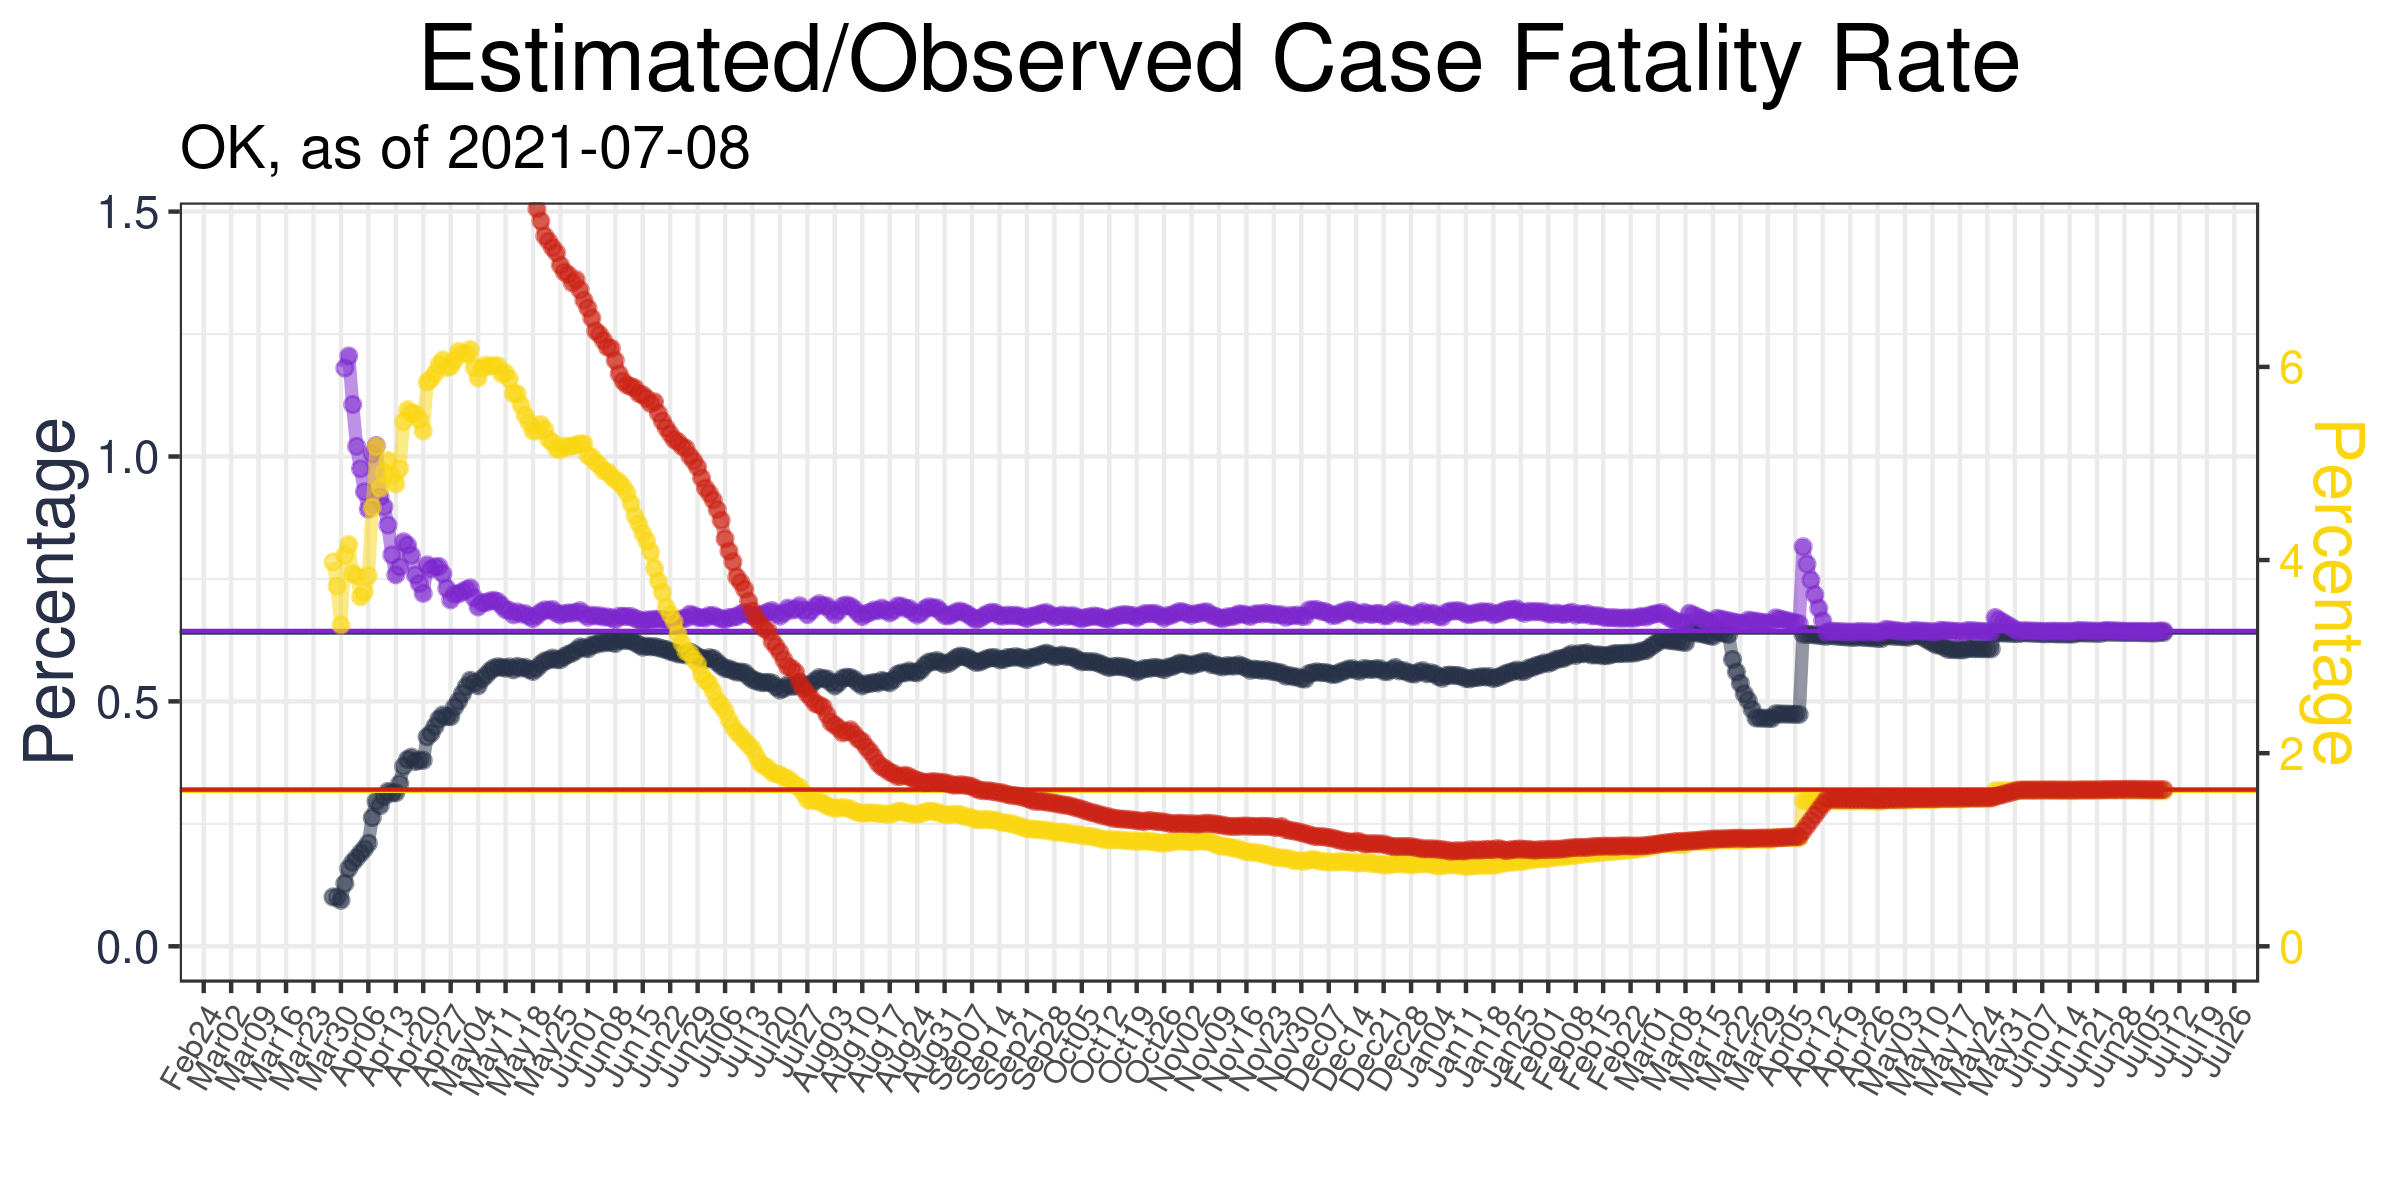 Estimated/Observed Case Fatality Rate
OK, as of 2021-07-08
Percentage
1.5
1.0
0.5
0.0
6
4
2
0
Percentage
Feb24
Mar02
Mar09
Mar16
Mar23
Mar30
Apr06
Apr13
Apr20
Apr27
May04
May11
May18
May25
Jun01
Jun08
Jun15
Jun22
Jun29
Jul06
Jul13
Jul20
Jul27
Aug03
Aug10
Aug17
Aug24
Aug31
Sep07
Sep14
Sep21
Sep28
Oct05
Oct12
Oct19
Oct26
Nov02
Nov09
Nov16
Nov23
Nov30
Dec07
Dec14
Dec21
Dec28
Jan04
Jan11
Jan18
Jan25
Feb01
Feb08
Feb15
Feb22
Mar01
Mar08
Mar15
Mar22
Mar29
Apr05
Apr12
Apr19
Apr26
May03
May10
May17
May24
May31
Jun07
Jun14
Jun21
Jun28
Jul05
Jul12
Jul19
Jul26